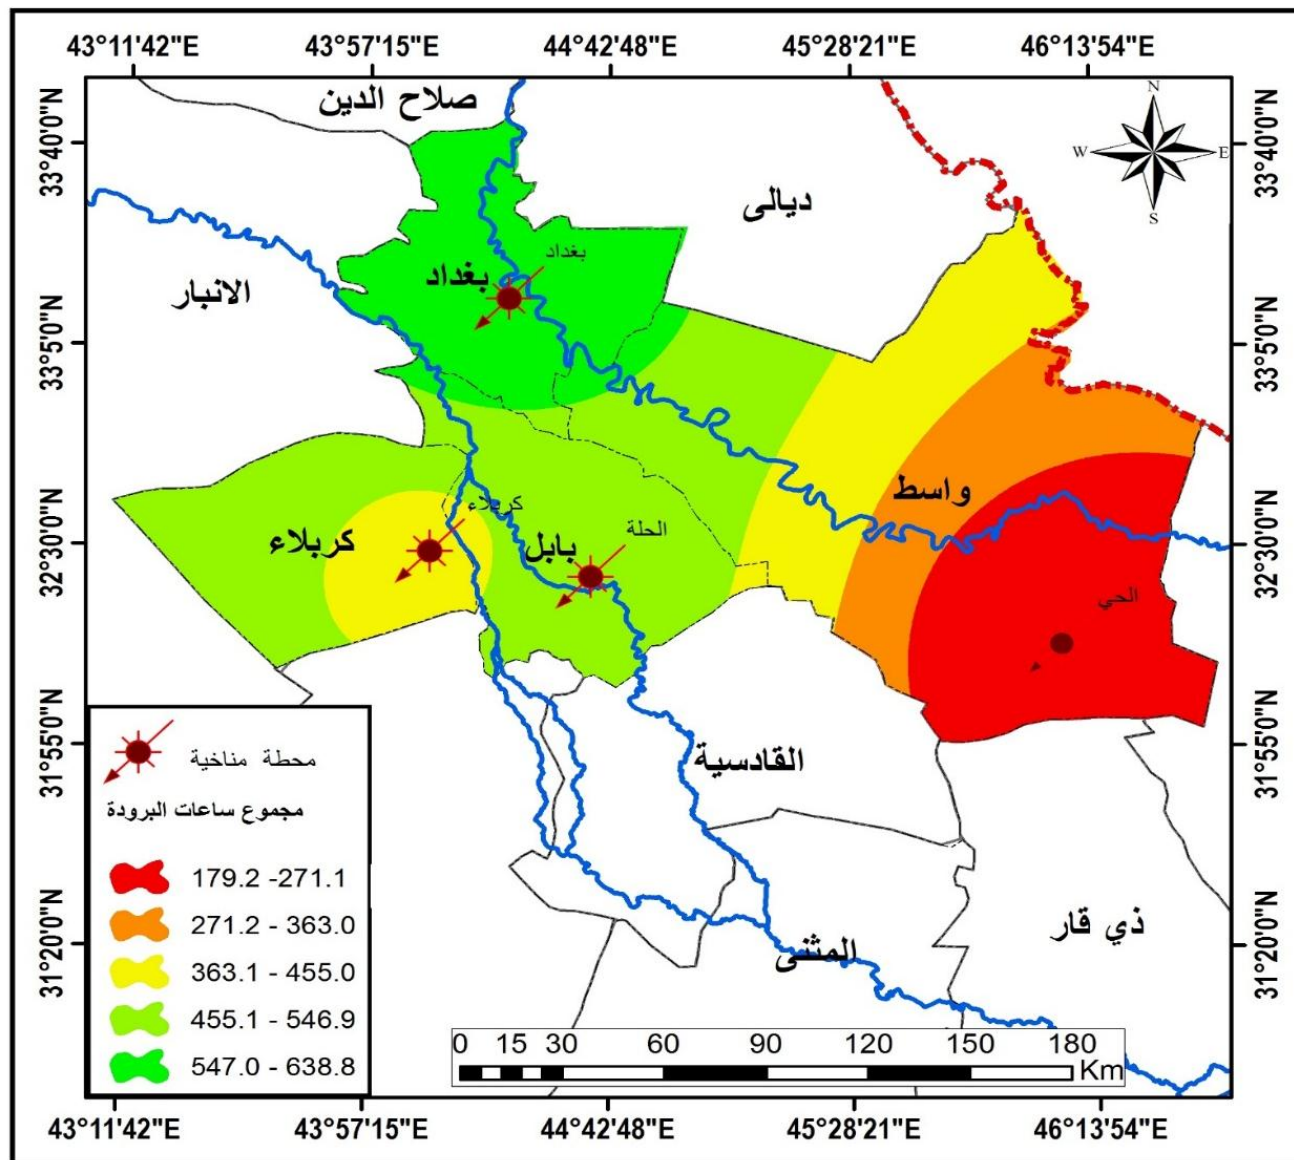 43°11'42"E 43°57'15"E 44°42'48"E 45°28'21"E 46°13'54"E
صلاح الدين
N
33°40'0"N
33°40'0"N
W
E
S
ديالى
بغداد
بغداد
الانبار
33°5'0"N
33°5'0"N
واسط
كربلاء
الحلة
بابل
كربلاء
32°30'0"N
32°30'0"N
الحي
31°55'0"N
31°55'0"N
القادسية
محطة مناخية
مجموع ساعات البرودة
179.2 -271.1
271.2 - 363.0
363.1 - 455.0
455.1 - 546.9
547.0 - 638.8
ذي قار
المثنى
31°20'0"N
31°20'0"N
0 15 30 60 90 120 150 180
Km
43°11'42"E 43°57'15"E 44°42'48"E 45°28'21"E 46°13'54"E